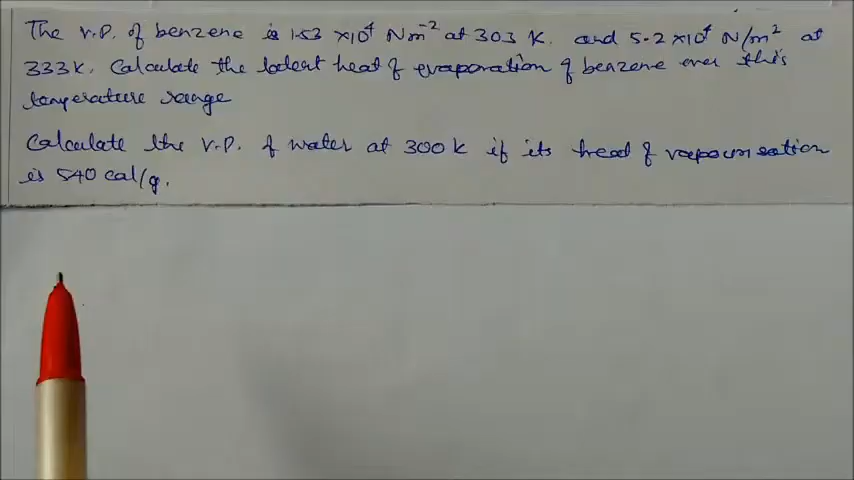 The V.P. of benzene is 1.53 ×10⁴ Nm⁻² at 303 K. and 5.2 ×10⁴ N/m² at
333K. Calculate the latent heat of evaporation of benzene over this
temperature range
Calculate the V.P. of water at 300K if its heat of vapourisation
is 540 cal/g.